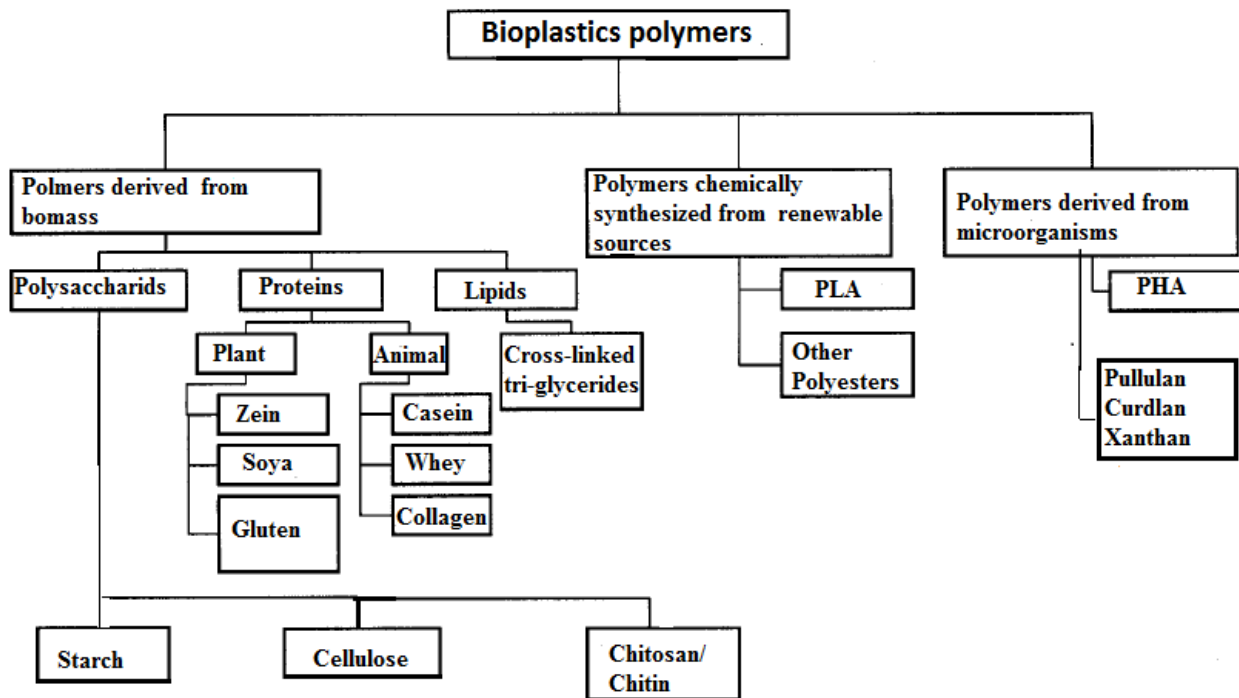 Bioplastics polymers
Polmers derived from
bomass
Polymers chemically
synthesized from renewable
sources
Polymers derived from
microorganisms
Polysaccharids
Proteins
Lipids
PLA
PHA
Plant
Animal
Cross-linked
tri-glycerides
Other
Polyesters
Pullulan
Curdlan
Xanthan
Zein
Casein
Soya
Whey
Gluten
Collagen
Starch
Cellulose
Chitosan/
Chitin